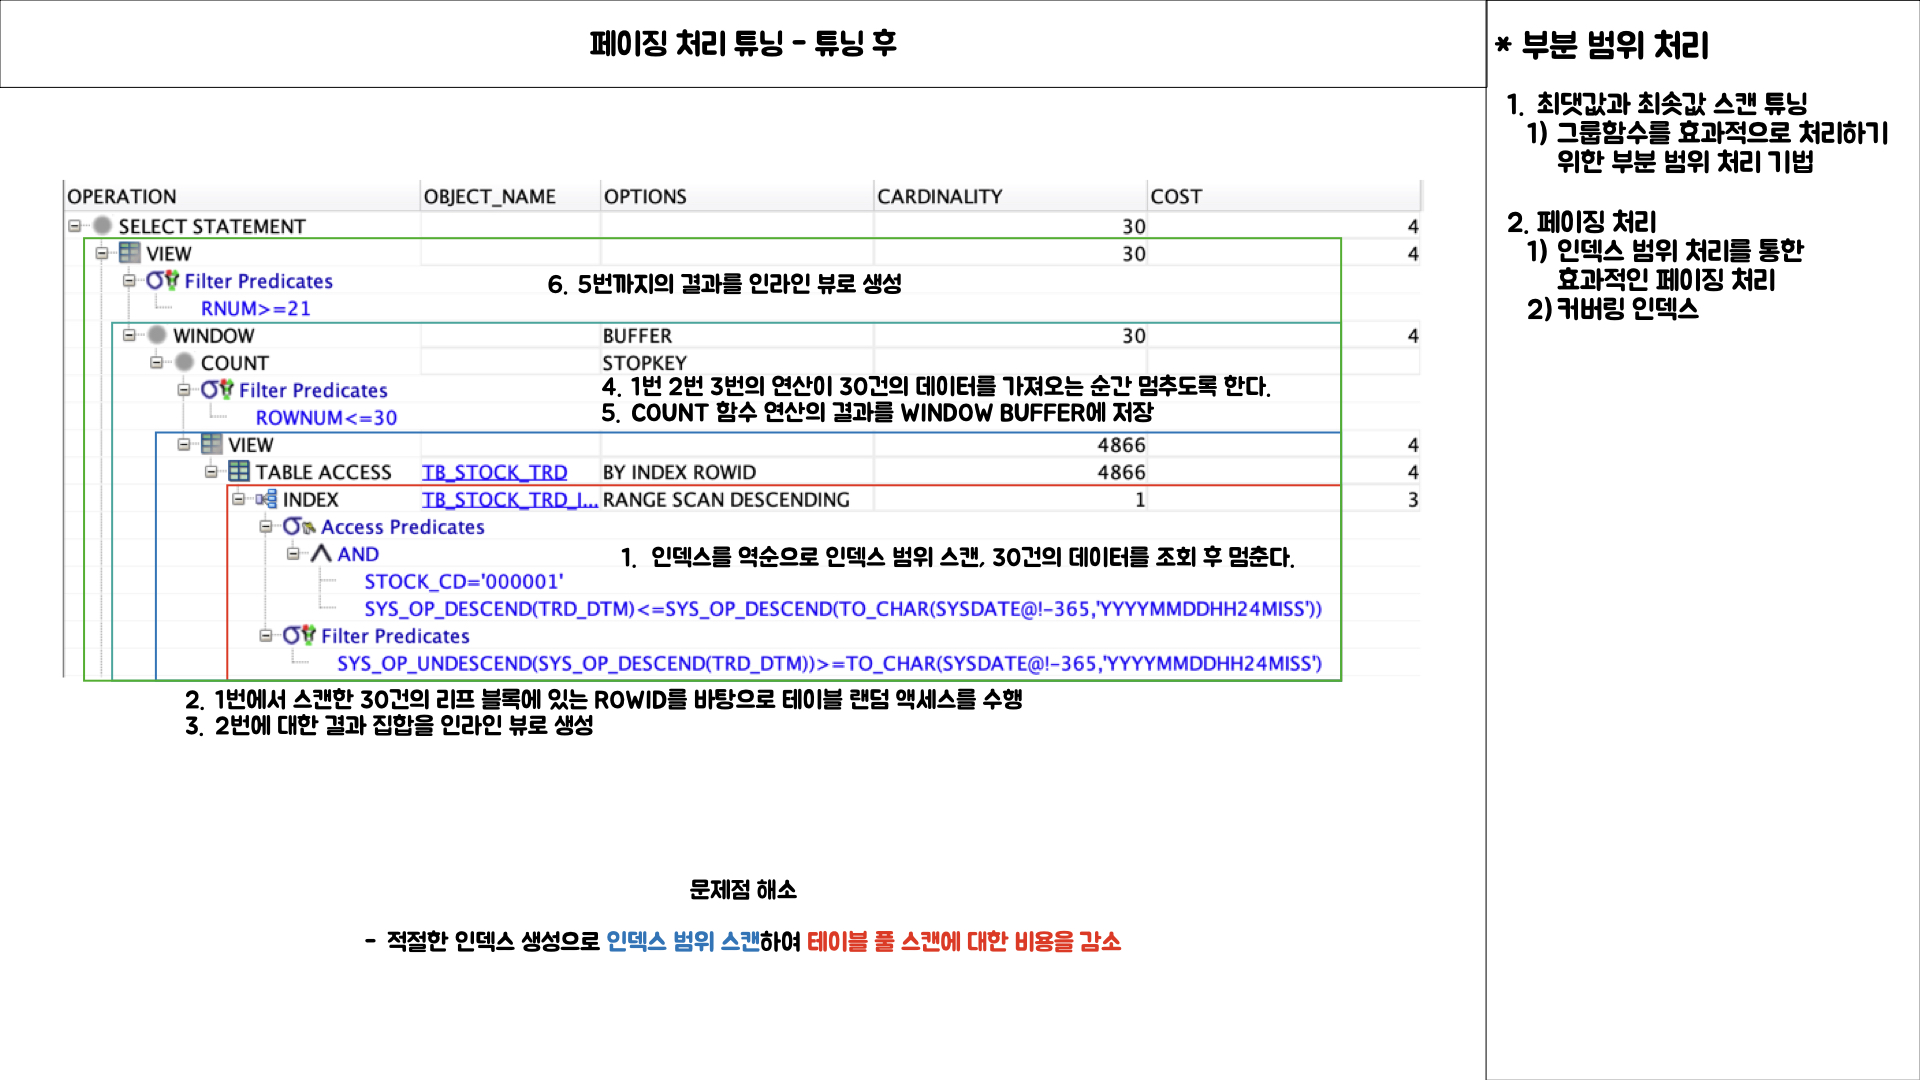 페이징 처리 튜닝 - 튜닝 후
OPERATION OBJECT_NAME OPTIONS CARDINALITY COST
SELECT STATEMENT 30 4
VIEW 30 4
Filter Predicates
6. 5번까지의 결과를 인라인 뷰로 생성
RNUM>=21
WINDOW BUFFER 30 4
COUNT STOPKEY
Filter Predicates
4. 1번 2번 3번의 연산이 30건의 데이터를 가져오는 순간 멈추도록 한다.
ROWNUM<=30
5. COUNT 함수 연산의 결과를 WINDOW BUFFER에 저장
VIEW 4866 4
TABLE ACCESS TB_STOCK_TRD BY INDEX ROWID 4866 4
INDEX TB_STOCK_TRD_I... RANGE SCAN DESCENDING 1 3
Access Predicates
AND
1. 인덱스를 역순으로 인덱스 범위 스캔, 30건의 데이터를 조회 후 멈춘다.
STOCK_CD='000001'
SYS_OP_DESCEND(TRD_DTM)<=SYS_OP_DESCEND(TO_CHAR(SYSDATE@!-365,'YYYYMMDDHH24MISS'))
Filter Predicates
SYS_OP_UNDESCEND(SYS_OP_DESCEND(TRD_DTM))>=TO_CHAR(SYSDATE@!-365,'YYYYMMDDHH24MISS')
2. 1번에서 스캔한 30건의 리프 블록에 있는 ROWID를 바탕으로 테이블 랜덤 액세스를 수행
3. 2번에 대한 결과 집합을 인라인 뷰로 생성
문제점 해소
- 적절한 인덱스 생성으로 인덱스 범위 스캔하여 테이블 풀 스캔에 대한 비용을 감소
* 부분 범위 처리
1. 최댓값과 최솟값 스캔 튜닝
1) 그룹함수를 효과적으로 처리하기
위한 부분 범위 처리 기법
2. 페이징 처리
1) 인덱스 범위 처리를 통한
효과적인 페이징 처리
2) 커버링 인덱스